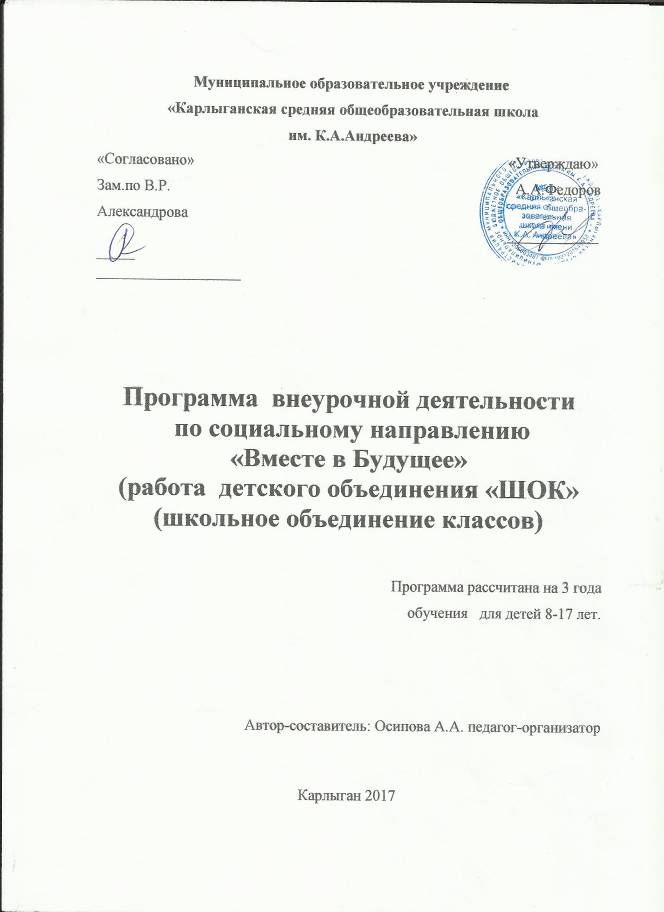 Муниципальное образовательное учреждение
«Карлыганская средняя общеобразовательная школа
им. К.А.Андреева»
«Согласовано»
«Утверждаю»
Зам.по В.Р.
А.А.Федоров
Александрова
«Карлыганская
средняя общеобра-
зовательная
школа имени
К.А. Андреева»
Программа внеурочной деятельности
по социальному направлению
«Вместе в Будущее»
(работа детского объединения «ШОК»
(школьное объединение классов)
Программа рассчитана на 3 года
обучения для детей 8-17 лет.
Автор-составитель: Осипова А.А. педагог-организатор
Карлыган 2017